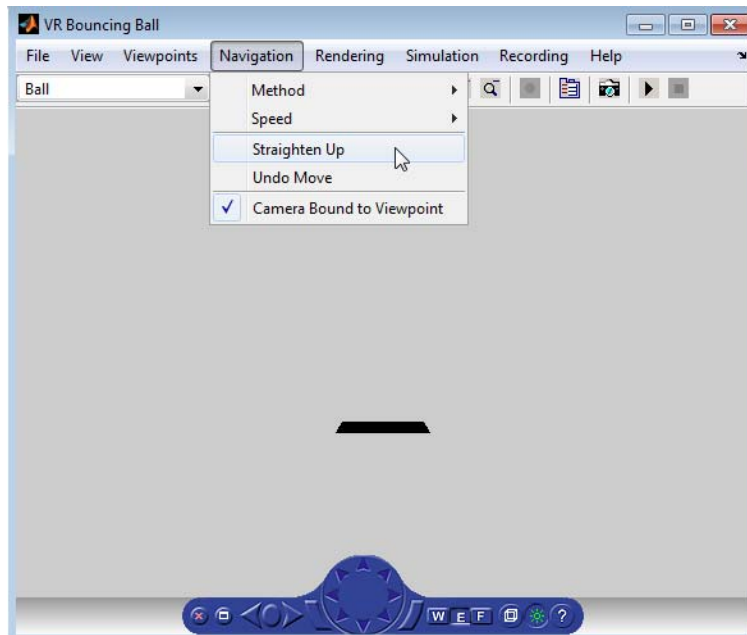 VR Bouncing Ball
File View Viewpoints Navigation Rendering Simulation Recording Help
Ball
Method
Speed
Straighten Up
Undo Move
✓ Camera Bound to Viewpoint
W E F ?